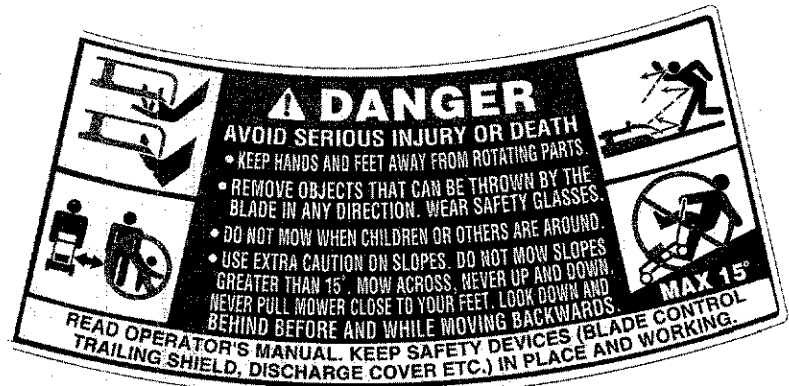 DANGER
AVOID SERIOUS INJURY OR DEATH
• KEEP HANDS AND FEET AWAY FROM ROTATING PARTS.
• REMOVE OBJECTS THAT CAN BE THROWN BY THE
BLADE IN ANY DIRECTION. WEAR SAFETY GLASSES.
• DO NOT MOW WHEN CHILDREN OR OTHERS ARE AROUND.
• USE EXTRA CAUTION ON SLOPES. DO NOT MOW SLOPES
GREATER THAN 15°. MOW ACROSS, NEVER UP AND DOWN.
NEVER PULL MOWER CLOSE TO YOUR FEET. LOOK DOWN AND
BEHIND BEFORE AND WHILE MOVING BACKWARDS.
MAX 15°
READ OPERATOR'S MANUAL. KEEP SAFETY DEVICES (BLADE CONTROL
TRAILING SHIELD, DISCHARGE COVER ETC.) IN PLACE AND WORKING.